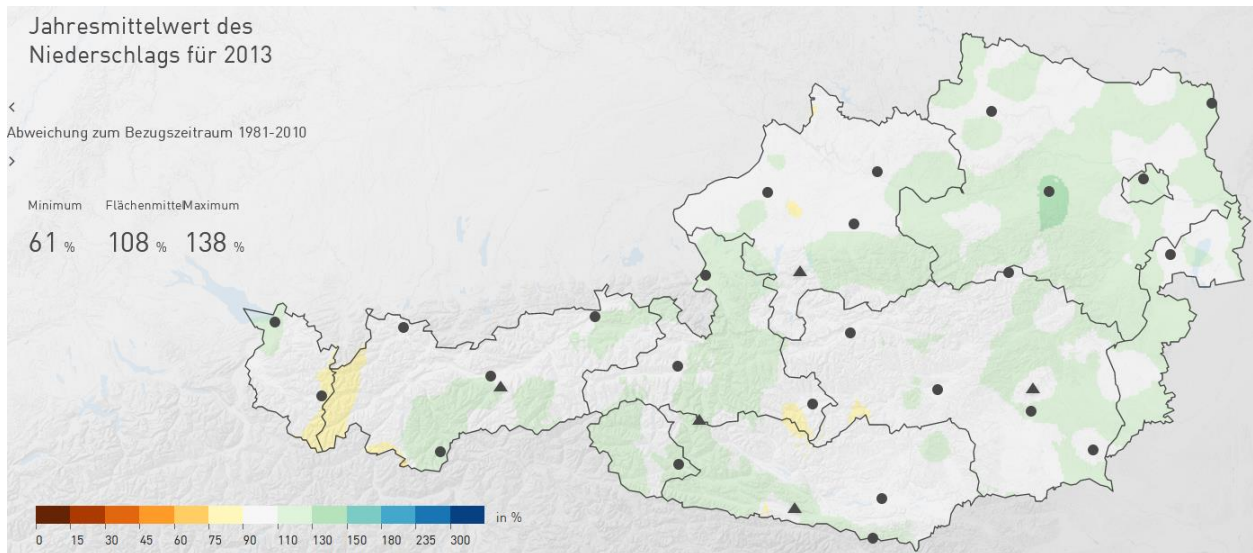 Jahresmittelwert des
Niederschlags für 2013
<
Abweichung zum Bezugszeitraum 1981-2010
>
Minimum Flächenmittel Maximum
61 % 108 % 138 %
in %
0 15 30 45 60 75 90 110 130 150 180 235 300